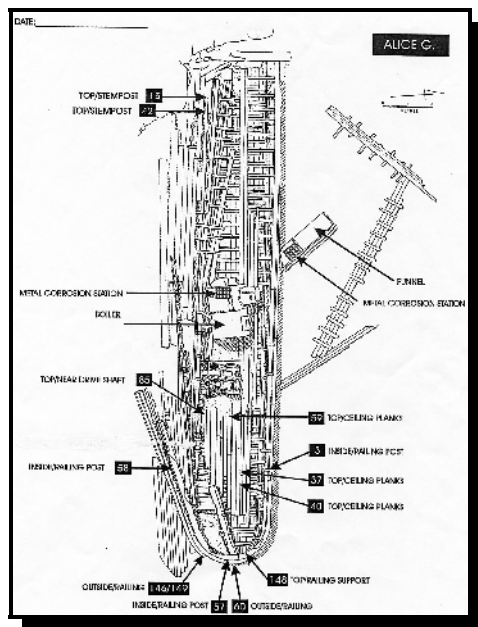 DATE:
ALICE G.
TOP/STEMPOST 15
TOP/STEMPOST 42
FUNNEL
METAL CORROSION STATION
METAL CORROSION STATION
BOILER
TOP/NEAR DRIVE SHAFT 85
59 TOP/CEILING PLANKS
3 INSIDE/RAILING POST
INSIDE/RAILING POST 58
37 TOP/CEILING PLANKS
40 TOP/CEILING PLANKS
148 TOP/RAILING SUPPORT
OUTSIDE/RAILING 146/149
INSIDE/RAILING POST 57 60 OUTSIDE/RAILING